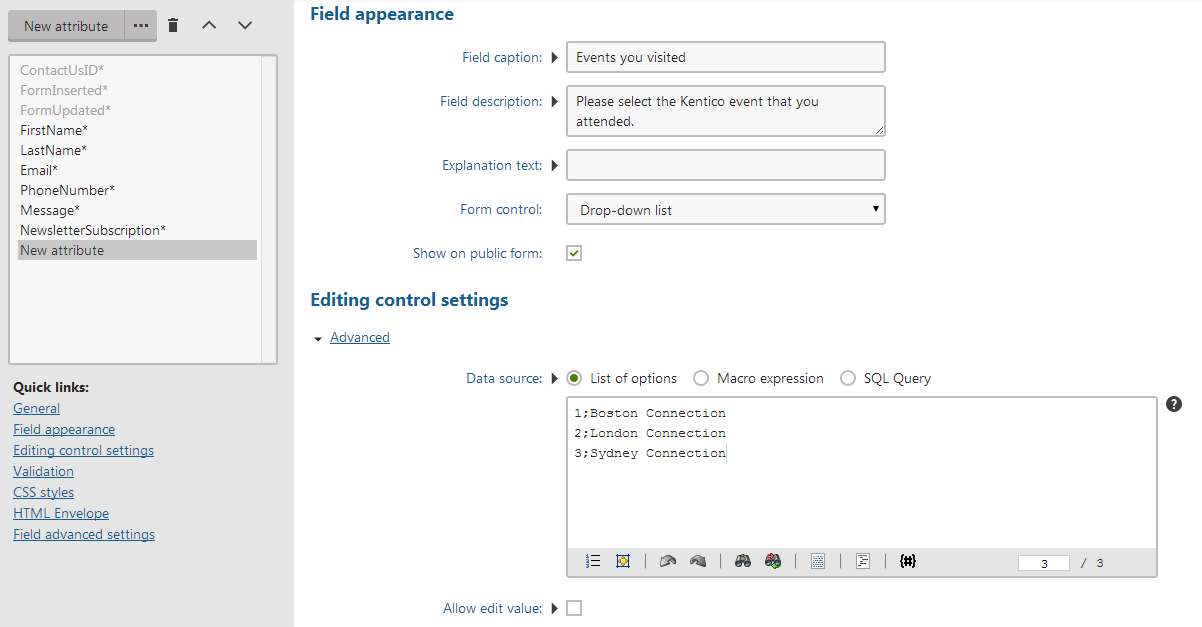 New attribute ...
ContactUsID*
FormInserted*
FormUpdated*
FirstName*
LastName*
Email*
PhoneNumber*
Message*
NewsletterSubscription*
New attribute
Quick links:
General
Field appearance
Editing control settings
Validation
CSS styles
HTML Envelope
Field advanced settings
Field appearance
Field caption: Events you visited
Field description: Please select the Kentico event that you
attended.
Explanation text:
Form control: Drop-down list
Show on public form:
Editing control settings
Advanced
Data source: List of options Macro expression SQL Query
?
1;Boston Connection
2;London Connection
3;Sydney Connection
{#} 3 / 3
Allow edit value: